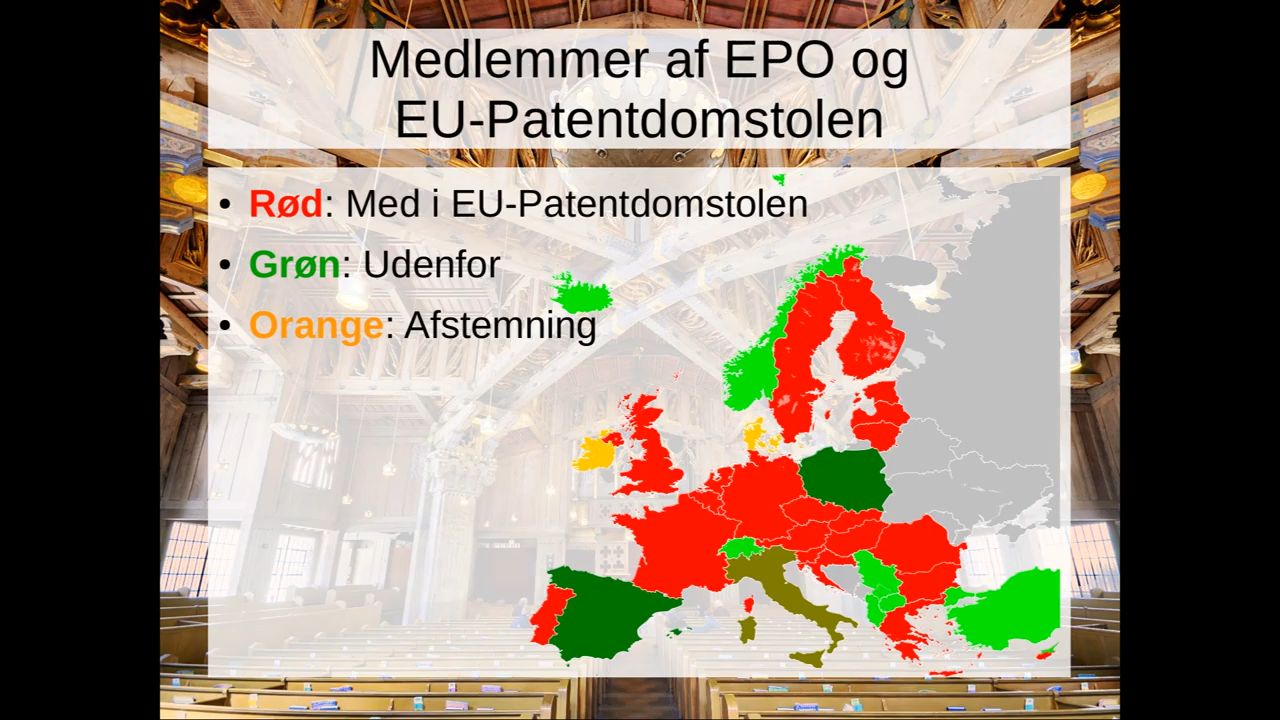 Medlemmer af EPO og
EU-Patentdomstolen
• Rød: Med i EU-Patentdomstolen
• Grøn: Udenfor
• Orange: Afstemning